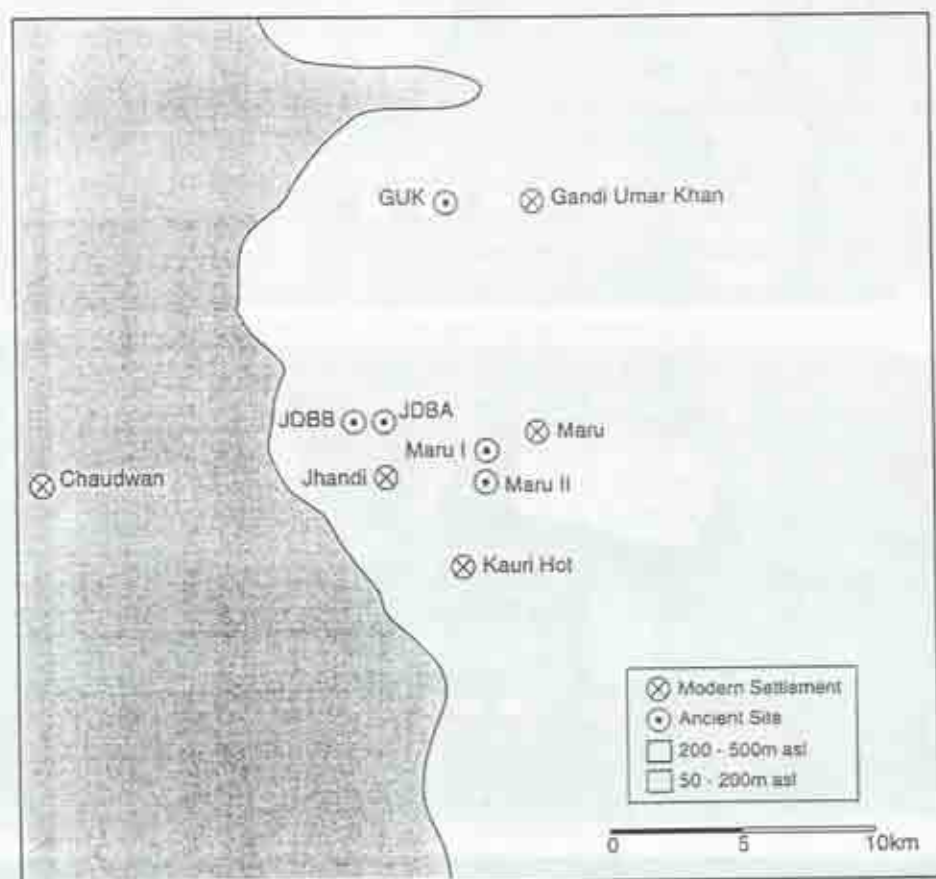 GUK
Gandi Umar Khan
JDBB
JDBA
Maru
Maru I
Chaudwan
Jhandi
Maru II
Kauri Hot
Modern Settlement
Ancient Site
200 - 500m asl
50 - 200m asl
0 5 10km